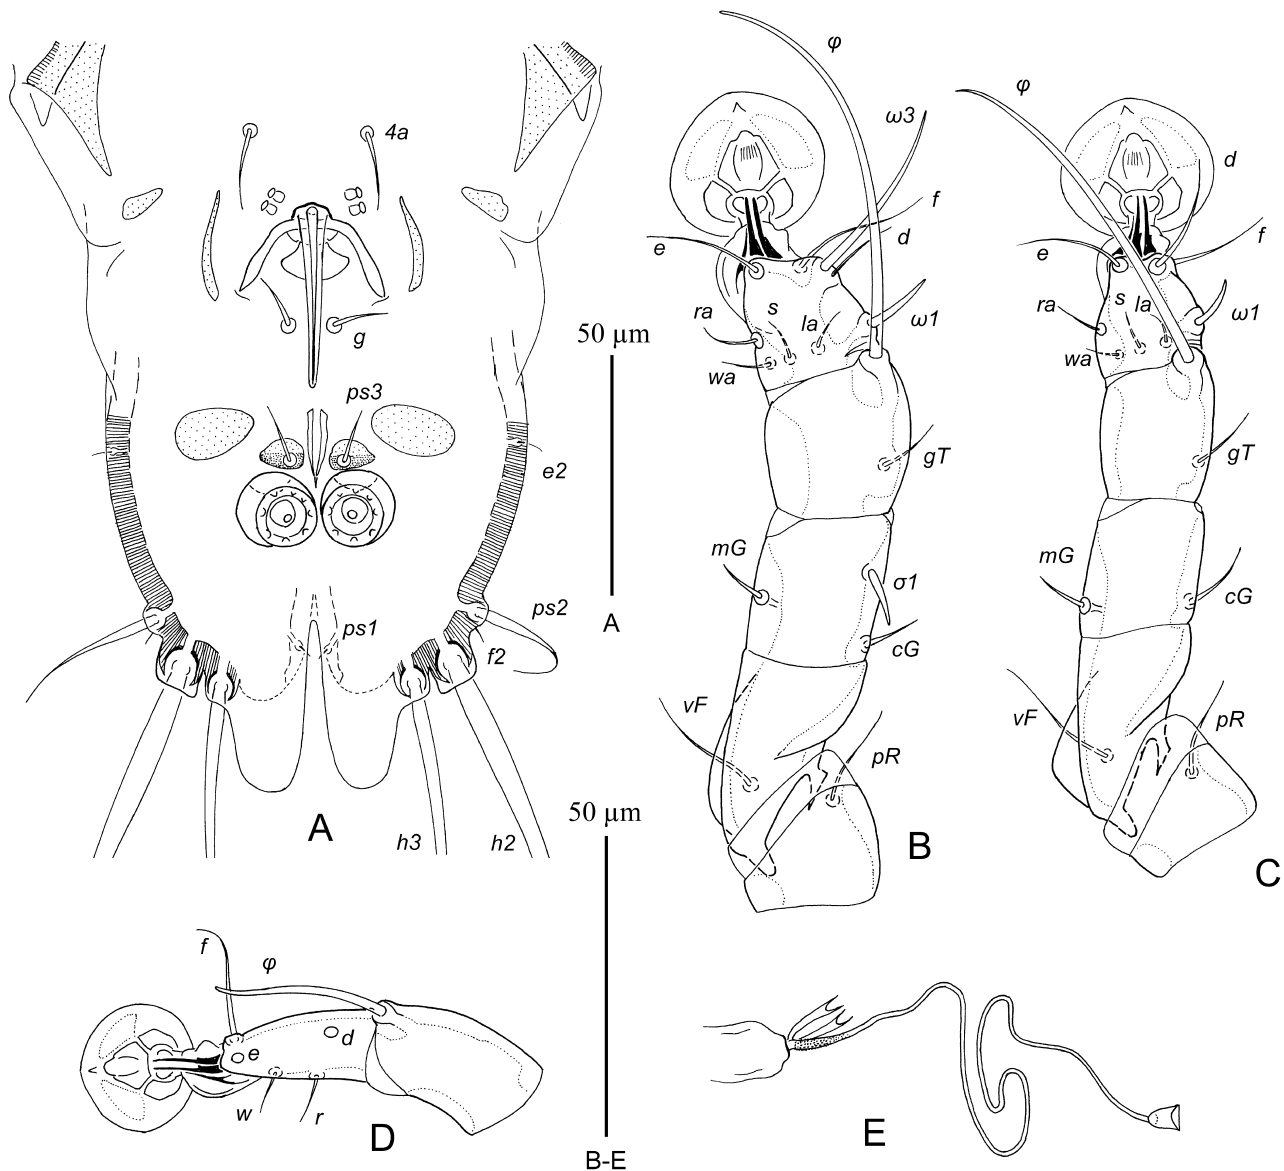 4a
g
ps3
e2
ps2
ps1
f2
h3
h2
A
50 µm
A
φ
ω3
f
d
e
ra
s
la
ω1
wa
gT
mG
σ1
cG
vF
pR
B
φ
d
f
e
s
la
ra
ω1
wa
gT
mG
cG
vF
pR
C
50 µm
B-E
f
φ
e
d
w
r
D
E